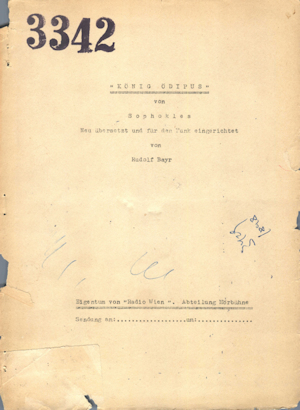 3342
"KÖNIG ODIPUS"
von
Sophokles
Neu übersetzt und für den Funk eingerichtet
von
Rudolf Bayr
Eigentum von "Radio Wien". Abteilung Hörbühne
Sendung am:...................um:...............